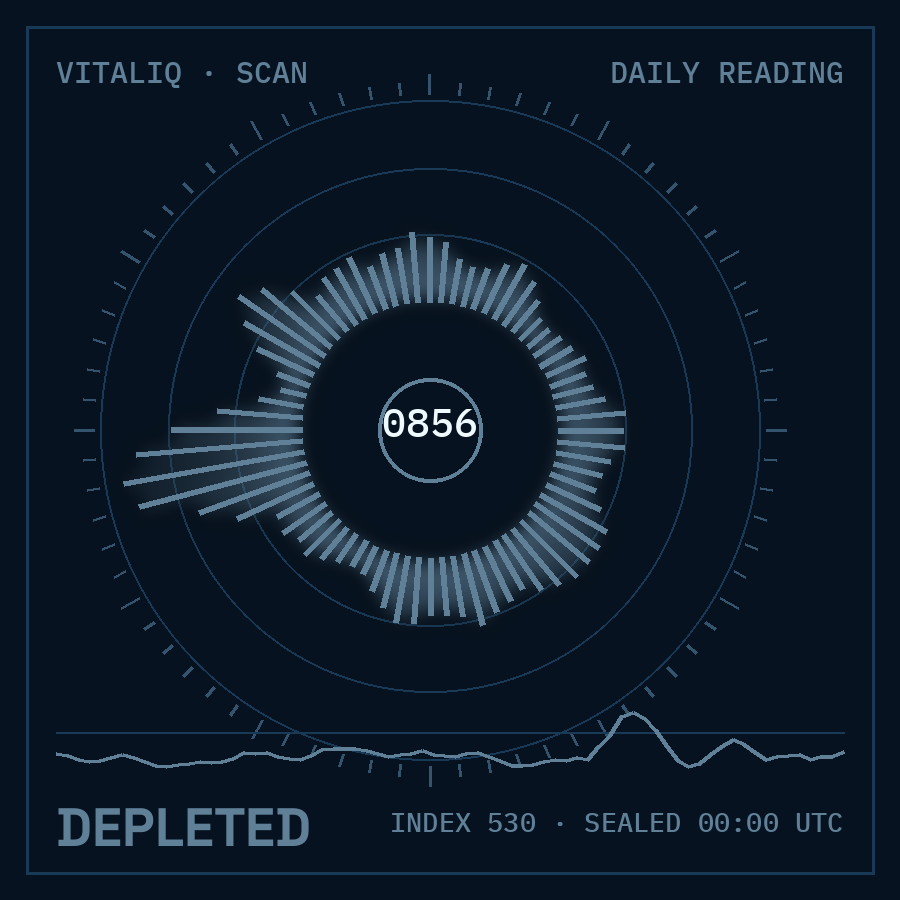 VITALIQ · SCAN
DAILY READING
0856
DEPLETED
INDEX 530 · SEALED 00:00 UTC